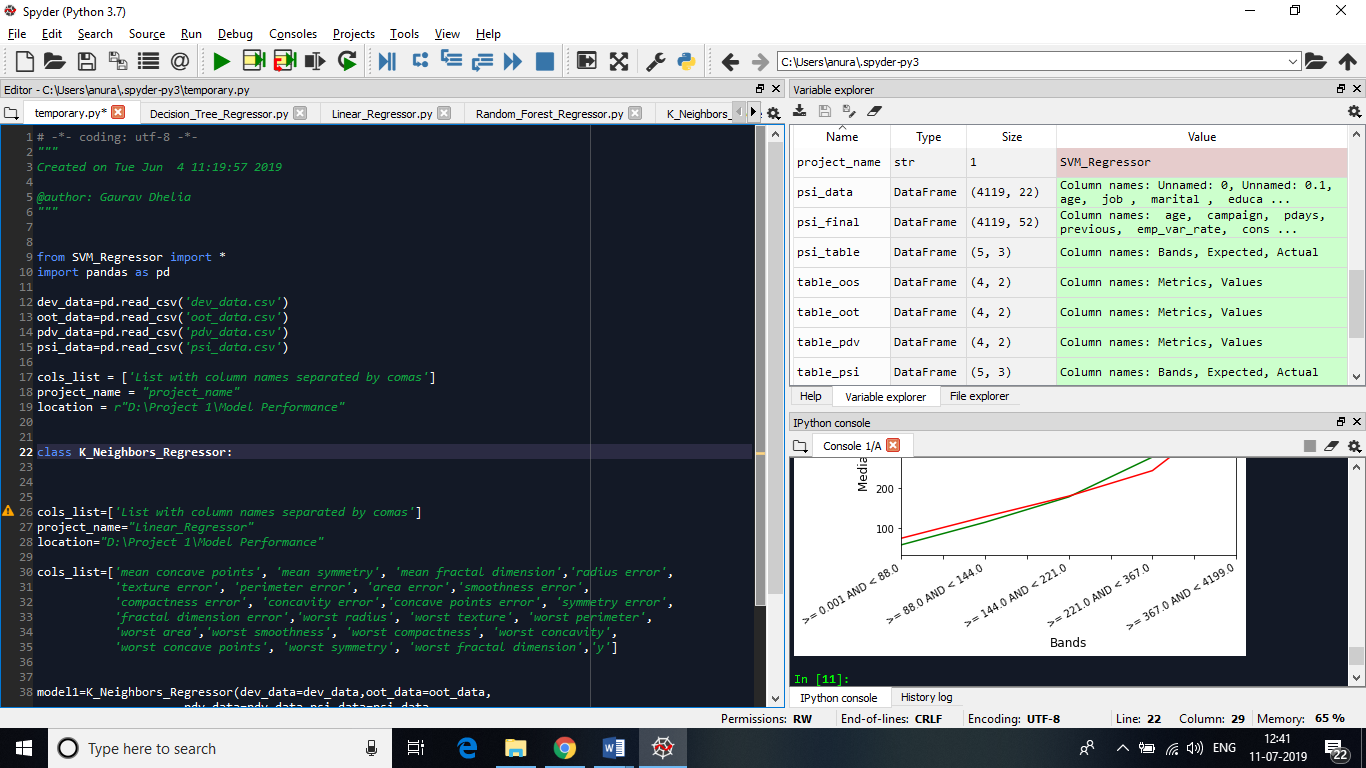 Spyder (Python 3.7)
File Edit Search Source Run Debug Consoles Projects Tools View Help
C:\Users\anura\.spyder-py3
Editor - C:\Users\anura\.spyder-py3\temporary.py
temporary.py* Decision_Tree_Regressor.py Linear_Regressor.py Random_Forest_Regressor.py K_Neighbors_
1 # -*- coding: utf-8 -*-
2 """
3 Created on Tue Jun  4 11:19:57 2019
4
5 @author: Gaurav Dhelia
6 """
7
8
9 from SVM_Regressor import *
10 import pandas as pd
11
12 dev_data=pd.read_csv('dev_data.csv')
13 oot_data=pd.read_csv('oot_data.csv')
14 pdv_data=pd.read_csv('pdv_data.csv')
15 psi_data=pd.read_csv('psi_data.csv')
16
17 cols_list = ['List with column names separated by comas']
18 project_name = "project_name"
19 location = r"D:\Project 1\Model Performance"
20
21
22 class K_Neighbors_Regressor:
23
24
25
26 cols_list=['List with column names separated by comas']
27 project_name="Linear_Regressor"
28 location="D:\Project 1\Model Performance"
29
30 cols_list=['mean concave points', 'mean symmetry', 'mean fractal dimension','radius error',
31 'texture error', 'perimeter error', 'area error','smoothness error',
32 'compactness error', 'concavity error','concave points error', 'symmetry error',
33 'fractal dimension error','worst radius', 'worst texture', 'worst perimeter',
34 'worst area','worst smoothness', 'worst compactness', 'worst concavity',
35 'worst concave points', 'worst symmetry', 'worst fractal dimension','y']
36
37
38 model1=K_Neighbors_Regressor(dev_data=dev_data,oot_data=oot_data,
pdv_data=pdv_data,psi_data=psi_data
Variable explorer
Name Type Size Value
project_name str 1 SVM_Regressor
psi_data DataFrame (4119, 22) Column names: Unnamed: 0, Unnamed: 0.1,
age, job , marital , educa ...
psi_final DataFrame (4119, 52) Column names: age, campaign, pdays,
previous, emp_var_rate, cons ...
psi_table DataFrame (5, 3) Column names: Bands, Expected, Actual
table_oos DataFrame (4, 2) Column names: Metrics, Values
table_oot DataFrame (4, 2) Column names: Metrics, Values
table_pdv DataFrame (4, 2) Column names: Metrics, Values
table_psi DataFrame (5, 3) Column names: Bands, Expected, Actual
Help Variable explorer File explorer
IPython console
Console 1/A
Media
200
100
>= 0.001 AND < 88.0
>= 88.0 AND < 144.0
>= 144.0 AND < 221.0
>= 221.0 AND < 367.0
>= 367.0 AND < 4199.0
Bands
In [11]:
IPython console History log
Permissions: RW End-of-lines: CRLF Encoding: UTF-8 Line: 22 Column: 29 Memory: 65 %
Type here to search
ENG
12:41
11-07-2019
22